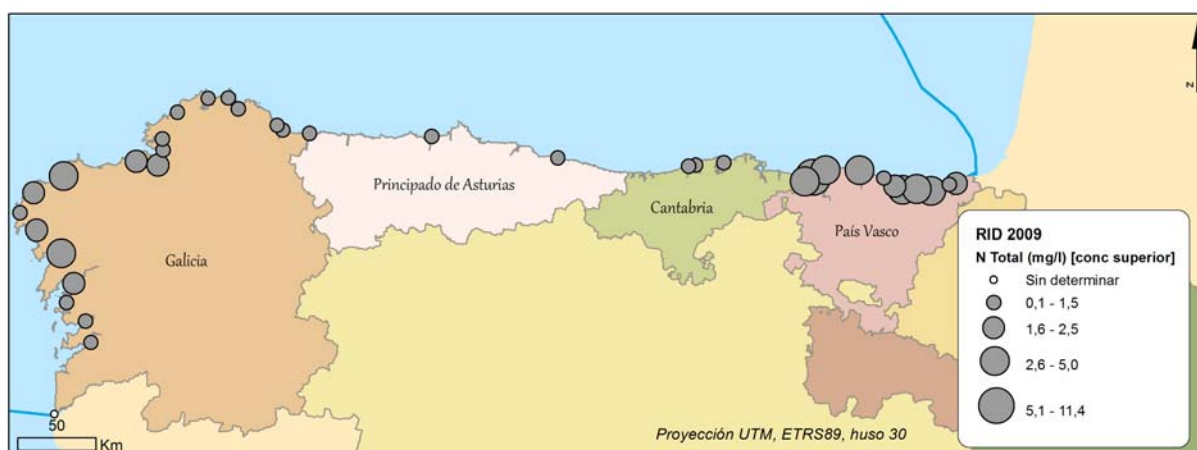 N
Principado de Asturias
Cantabria
País Vasco
Galicia
RID 2009
N Total (mg/l) [conc superior]
Sin determinar
0,1 - 1,5
1,6 - 2,5
2,6 - 5,0
5,1 - 11,4
50
Km
Proyección UTM, ETRS89, huso 30